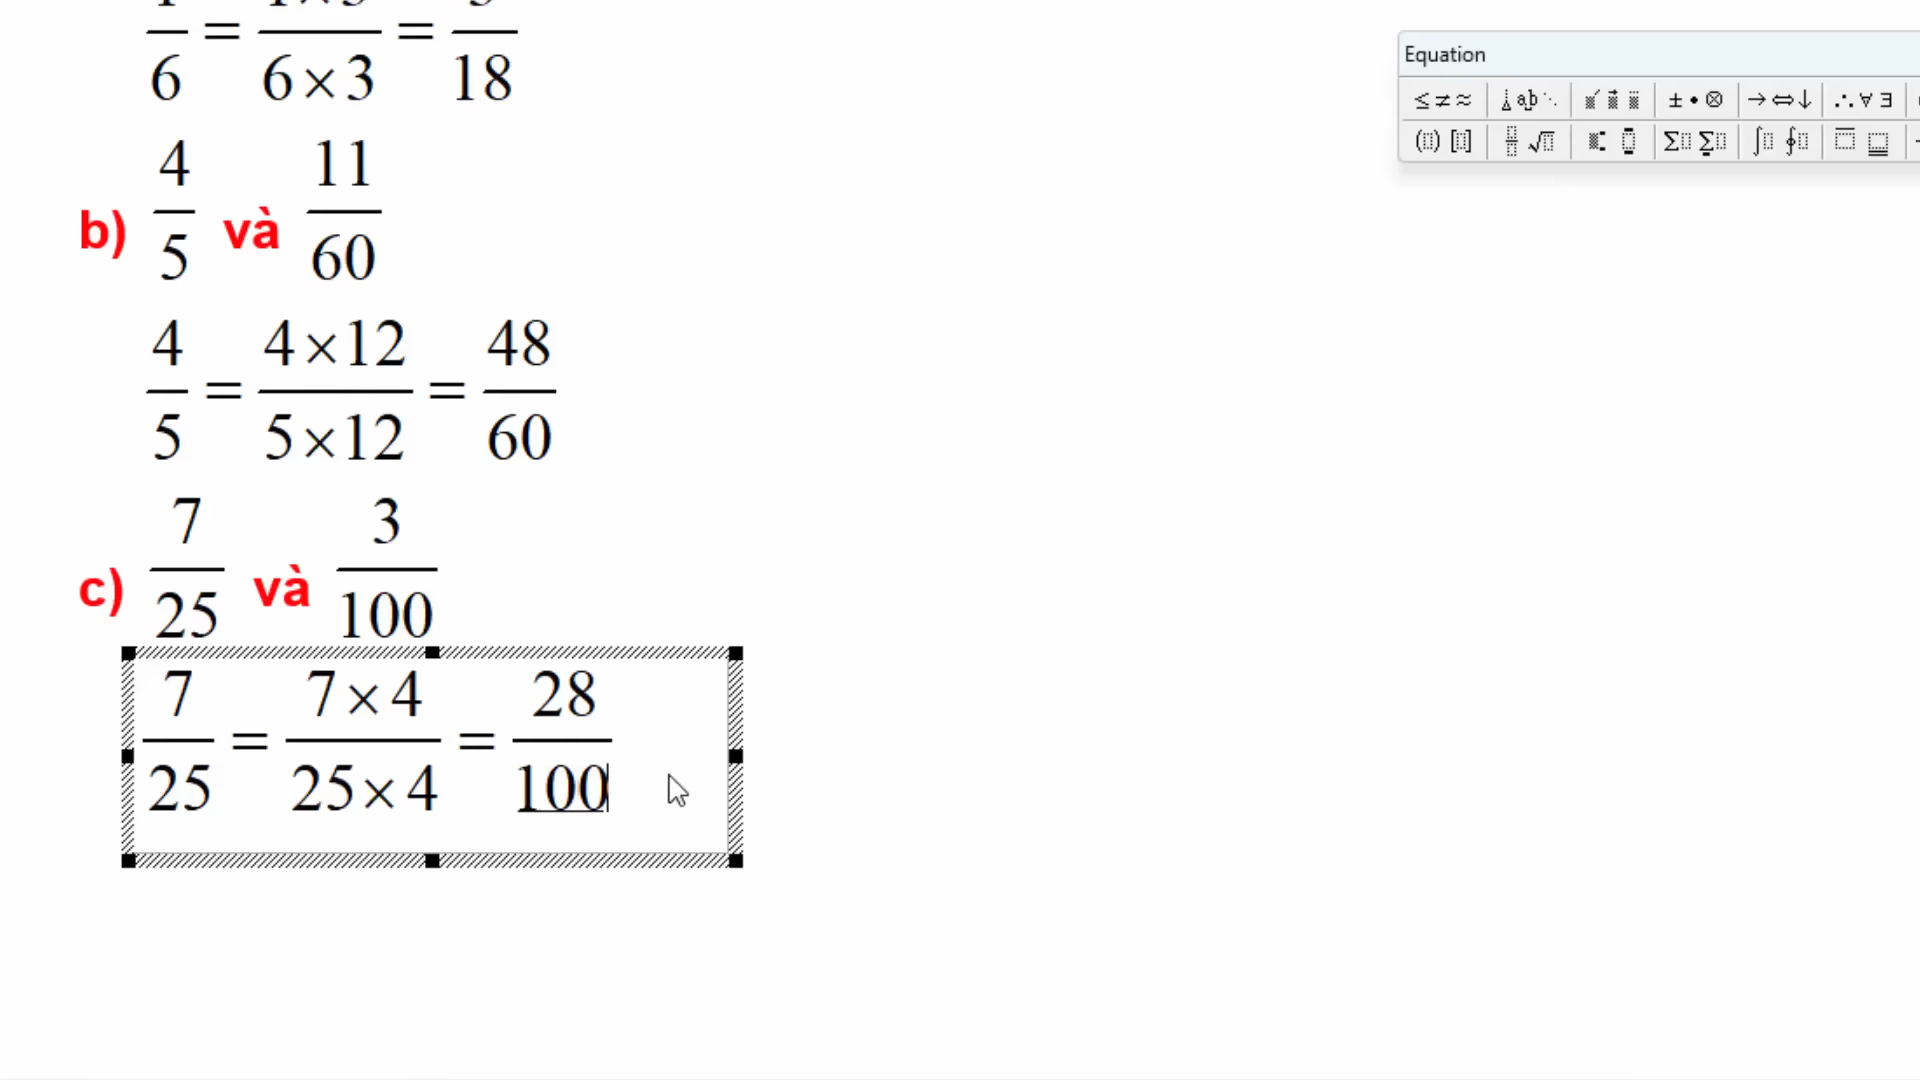 6 = 6×3 = 18
b) 4/5 và 11/60
4/5 = 4×12/5×12 = 48/60
c) 7/25 và 3/100
7/25 = 7×4/25×4 = 28/100
Equation
≤≠≈ ab ±•⊗ →⇔↓ ∴∀∃
() [] √ Σ Σ ∫ ∮